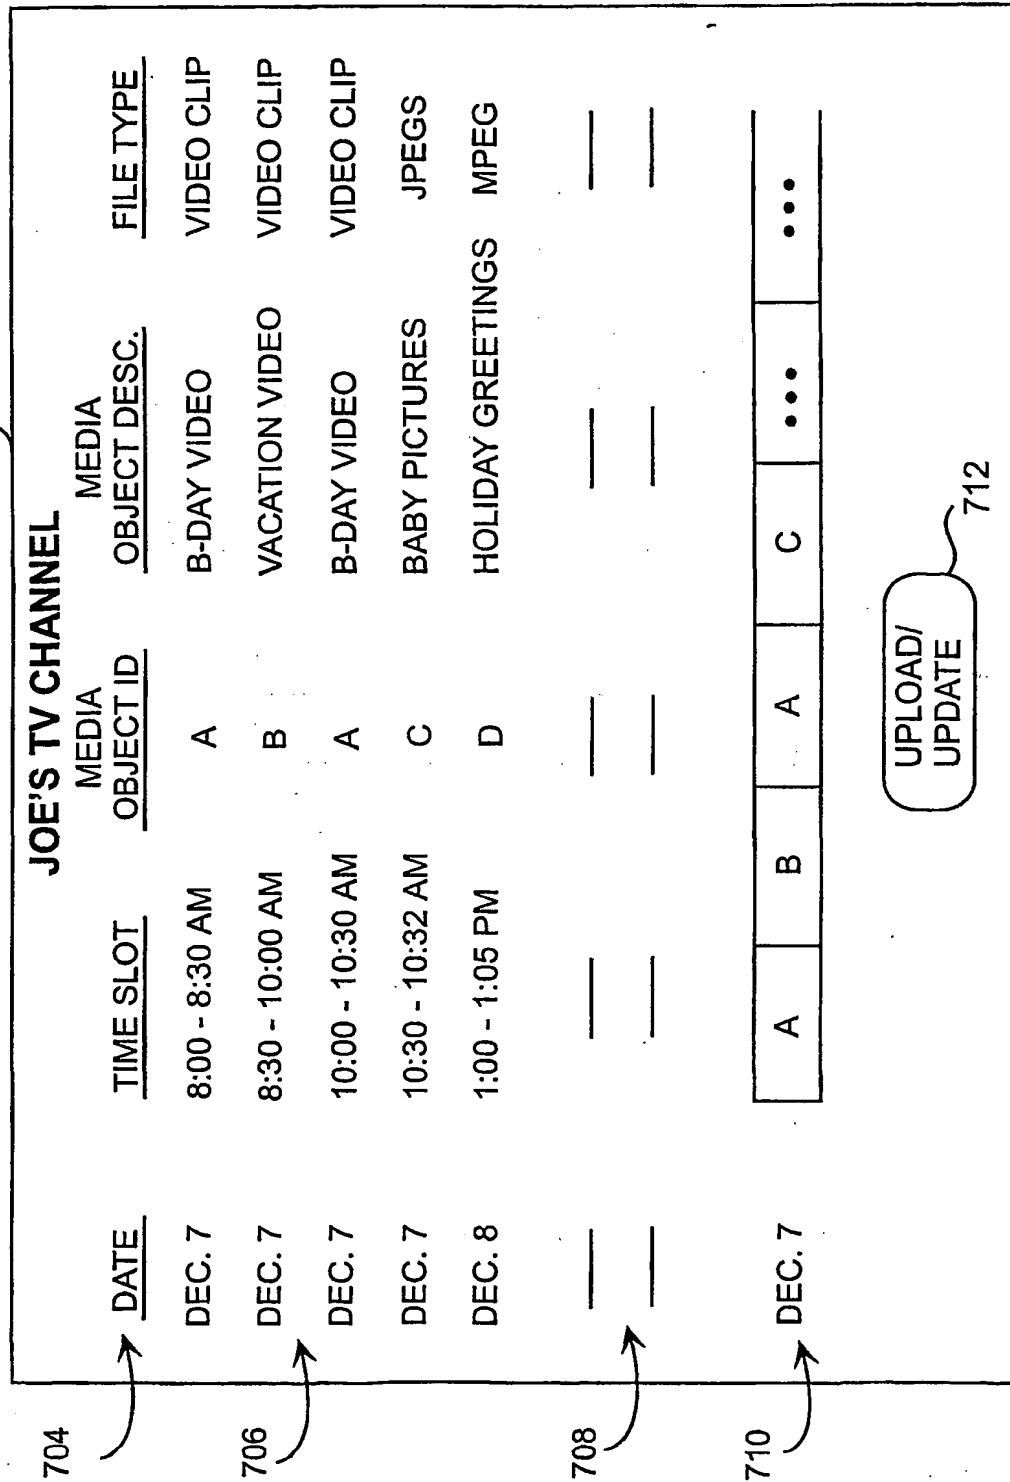 JOE'S TV CHANNEL
DATE TIME SLOT MEDIA OBJECT ID MEDIA OBJECT DESC. FILE TYPE
DEC. 7 8:00 - 8:30 AM A B-DAY VIDEO VIDEO CLIP
DEC. 7 8:30 - 10:00 AM B VACATION VIDEO VIDEO CLIP
DEC. 7 10:00 - 10:30 AM A B-DAY VIDEO VIDEO CLIP
DEC. 7 10:30 - 10:32 AM C BABY PICTURES JPEGS
DEC. 8 1:00 - 1:05 PM D HOLIDAY GREETINGS MPEG
DEC. 7 A B A C ... ...
UPLOAD/
UPDATE
704
706
708
710
712